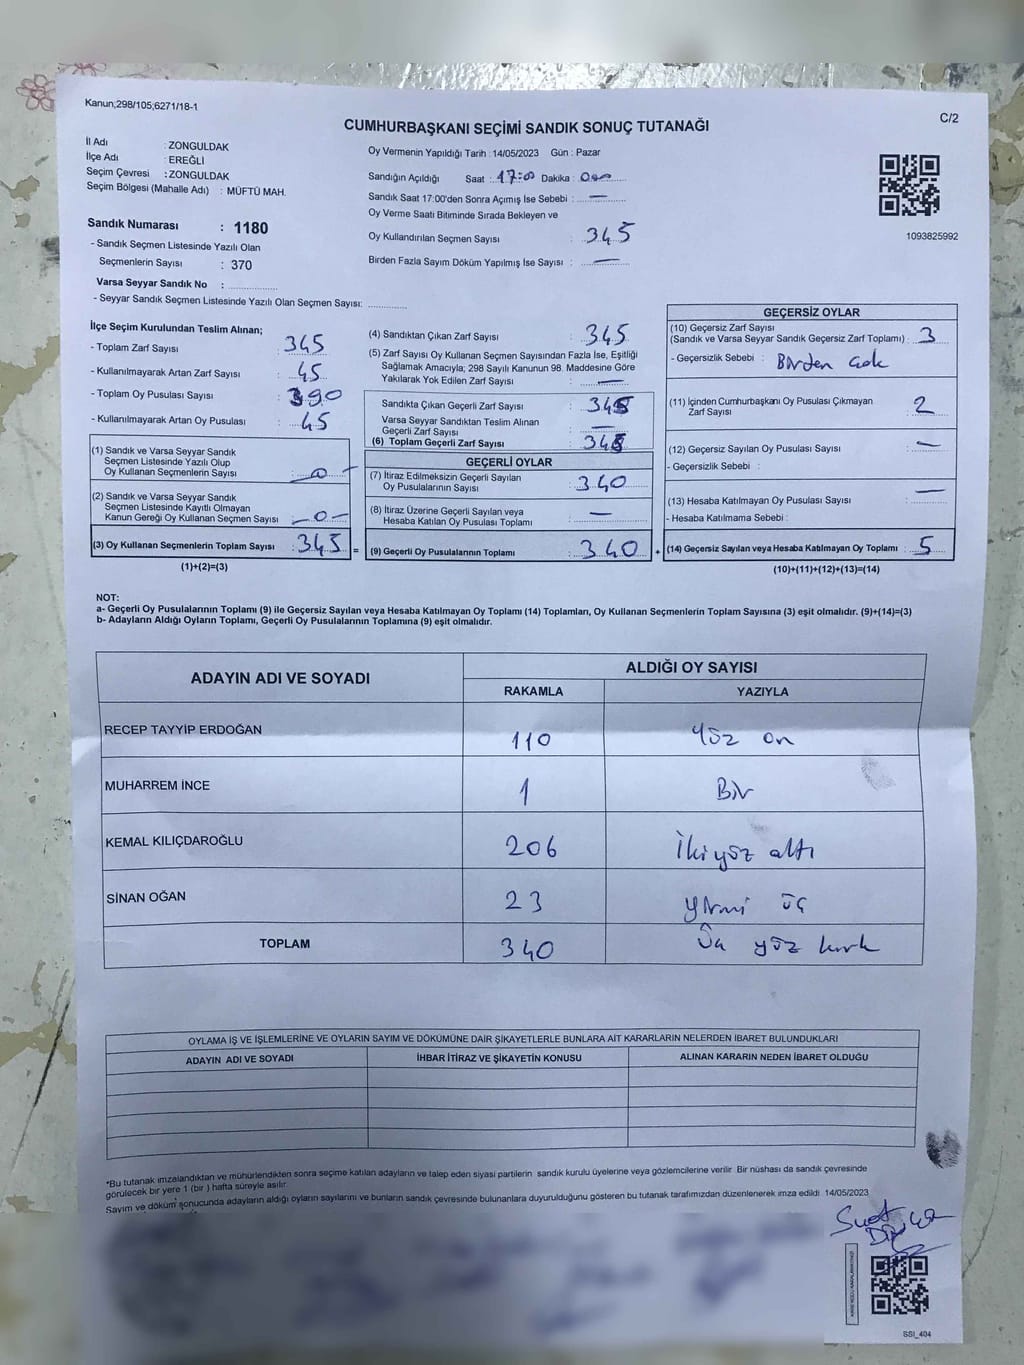 Kanun;298/105;6271/18-1
C/2
CUMHURBAŞKANI SEÇİMİ SANDIK SONUÇ TUTANAĞI
İl Adı : ZONGULDAK
İlçe Adı : EREĞLİ
Seçim Çevresi : ZONGULDAK
Seçim Bölgesi (Mahalle Adı) : MÜFTÜ MAH.
Sandık Numarası : 1180
- Sandık Seçmen Listesinde Yazılı Olan
Seçmenlerin Sayısı : 370
Varsa Seyyar Sandık No :
- Seyyar Sandık Seçmen Listesinde Yazılı Olan Seçmen Sayısı:
Oy Vermenin Yapıldığı Tarih : 14/05/2023 Gün : Pazar
Sandığın Açıldığı Saat : 17:00 Dakika :
Sandık Saat 17:00'den Sonra Açımış İse Sebebi : —
Oy Verme Saati Bitiminde Sırada Bekleyen ve
Oy Kullandırılan Seçmen Sayısı : 345
Birden Fazla Sayım Döküm Yapılmış İse Sayısı : —
1093825992
İlçe Seçim Kurulundan Teslim Alınan;
- Toplam Zarf Sayısı : 345
- Kullanılmayarak Artan Zarf Sayısı : 45
- Toplam Oy Pusulası Sayısı : 390
- Kullanılmayarak Artan Oy Pusulası : 45
(1) Sandık ve Varsa Seyyar Sandık
Seçmen Listesinde Yazılı Olup
Oy Kullanan Seçmenlerin Sayısı : —0—
(2) Sandık ve Varsa Seyyar Sandık
Seçmen Listesinde Kayıtlı Olmayan
Kanun Gereği Oy Kullanan Seçmen Sayısı : —0—
(3) Oy Kullanan Seçmenlerin Toplam Sayısı : 345 =
(1)+(2)=(3)
(4) Sandıktan Çıkan Zarf Sayısı : 345
(5) Zarf Sayısı Oy Kullanan Seçmen Sayısından Fazla İse, Eşitliği
Sağlamak Amacıyla; 298 Sayılı Kanunun 98. Maddesine Göre
Yakılarak Yok Edilen Zarf Sayısı : —
Sandıkta Çıkan Geçerli Zarf Sayısı :
Varsa Seyyar Sandıktan Teslim Alınan
Geçerli Zarf Sayısı : —
(6) Toplam Geçerli Zarf Sayısı :
GEÇERLİ OYLAR
(7) İtiraz Edilmeksizin Geçerli Sayılan
Oy Pusulalarının Sayısı : 340
(8) İtiraz Üzerine Geçerli Sayılan veya
Hesaba Katılan Oy Pusulası Toplamı : —
(9) Geçerli Oy Pusulalarının Toplamı : 340 +
GEÇERSİZ OYLAR
(10) Geçersiz Zarf Sayısı
(Sandık ve Varsa Seyyar Sandık Geçersiz Zarf Toplamı) : 3
- Geçersizlik Sebebi : Birden çok
(11) İçinden Cumhurbaşkanı Oy Pusulası Çıkmayan
Zarf Sayısı : 2
(12) Geçersiz Sayılan Oy Pusulası Sayısı : —
- Geçersizlik Sebebi :
(13) Hesaba Katılmayan Oy Pusulası Sayısı : —
- Hesaba Katılmama Sebebi :
(14) Geçersiz Sayılan veya Hesaba Katılmayan Oy Toplamı : 5
(10)+(11)+(12)+(13)=(14)
NOT:
a- Geçerli Oy Pusulalarının Toplamı (9) ile Geçersiz Sayılan veya Hesaba Katılmayan Oy Toplamı (14) Toplamları, Oy Kullanan Seçmenlerin Toplam Sayısına (3) eşit olmalıdır. (9)+(14)=(3)
b- Adayların Aldığı Oyların Toplamı, Geçerli Oy Pusulalarının Toplamına (9) eşit olmalıdır.
ADAYIN ADI VE SOYADI ALDIĞI OY SAYISI
RAKAMLA YAZIYLA
RECEP TAYYİP ERDOĞAN 110 Yüz on
MUHARREM İNCE 1 Bir
KEMAL KILIÇDAROĞLU 206 İki yüz altı
SİNAN OĞAN 23 yirmi üç
TOPLAM 340 Üç yüz kırk
OYLAMA İŞ VE İŞLEMLERİNE VE OYLARIN SAYIM VE DÖKÜMÜNE DAİR ŞİKAYETLERLE BUNLARA AİT KARARLARIN NELERDEN İBARET BULUNDUKLARI
ADAYIN ADI VE SOYADI İHBAR İTİRAZ VE ŞİKAYETİN KONUSU ALINAN KARARIN NEDEN İBARET OLDUĞU
*Bu tutanak imzalandıktan ve mühürlendikten sonra seçime katılan adayların ve talep eden siyasi partilerin sandık kurulu üyelerine veya gözlemcilerine verilir. Bir nüshası da sandık çevresinde
görülecek bir yere 1 (bir ) hafta süreyle asılır.
Sayım ve döküm sonucunda adayların aldığı oyların sayılarını ve bunların sandık çevresinde bulunanlara duyurulduğunu gösteren bu tutanak tarafımızdan düzenlenerek imza edildi. 14/05/2023
SSI_404